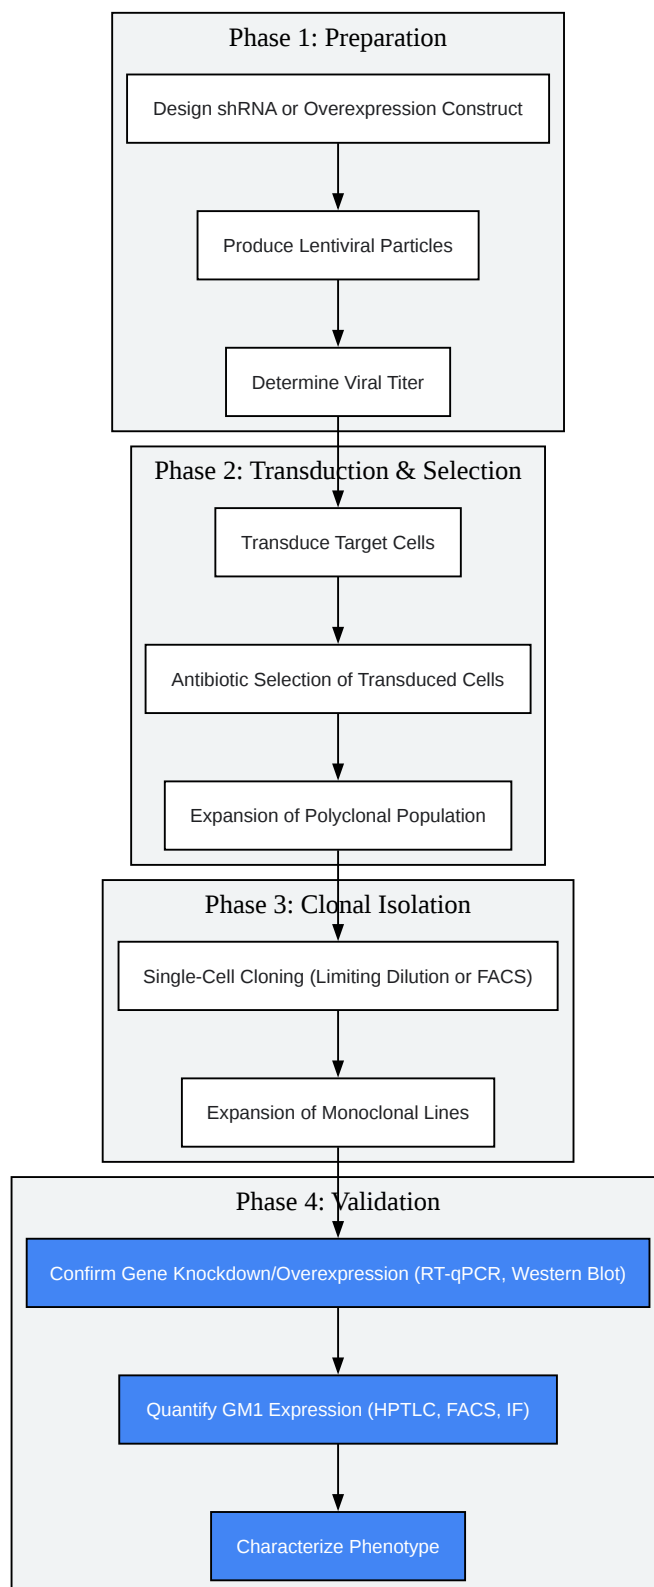 Phase 1: Preparation
Design shRNA or Overexpression Construct
Produce Lentiviral Particles
Determine Viral Titer
Phase 2: Transduction & Selection
Transduce Target Cells
Antibiotic Selection of Transduced Cells
Expansion of Polyclonal Population
Phase 3: Clonal Isolation
Single-Cell Cloning (Limiting Dilution or FACS)
Expansion of Monoclonal Lines
Phase 4: Validation
Confirm Gene Knockdown/Overexpression (RT-qPCR, Western Blot)
Quantify GM1 Expression (HPTLC, FACS, IF)
Characterize Phenotype